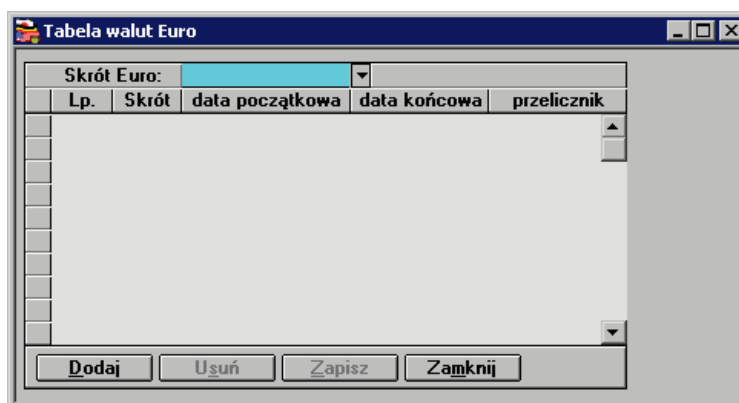 Tabela walut Euro
Skrót Euro:
Lp. Skrót data początkowa data końcowa przelicznik
Dodaj Usuń Zapisz Zamknij